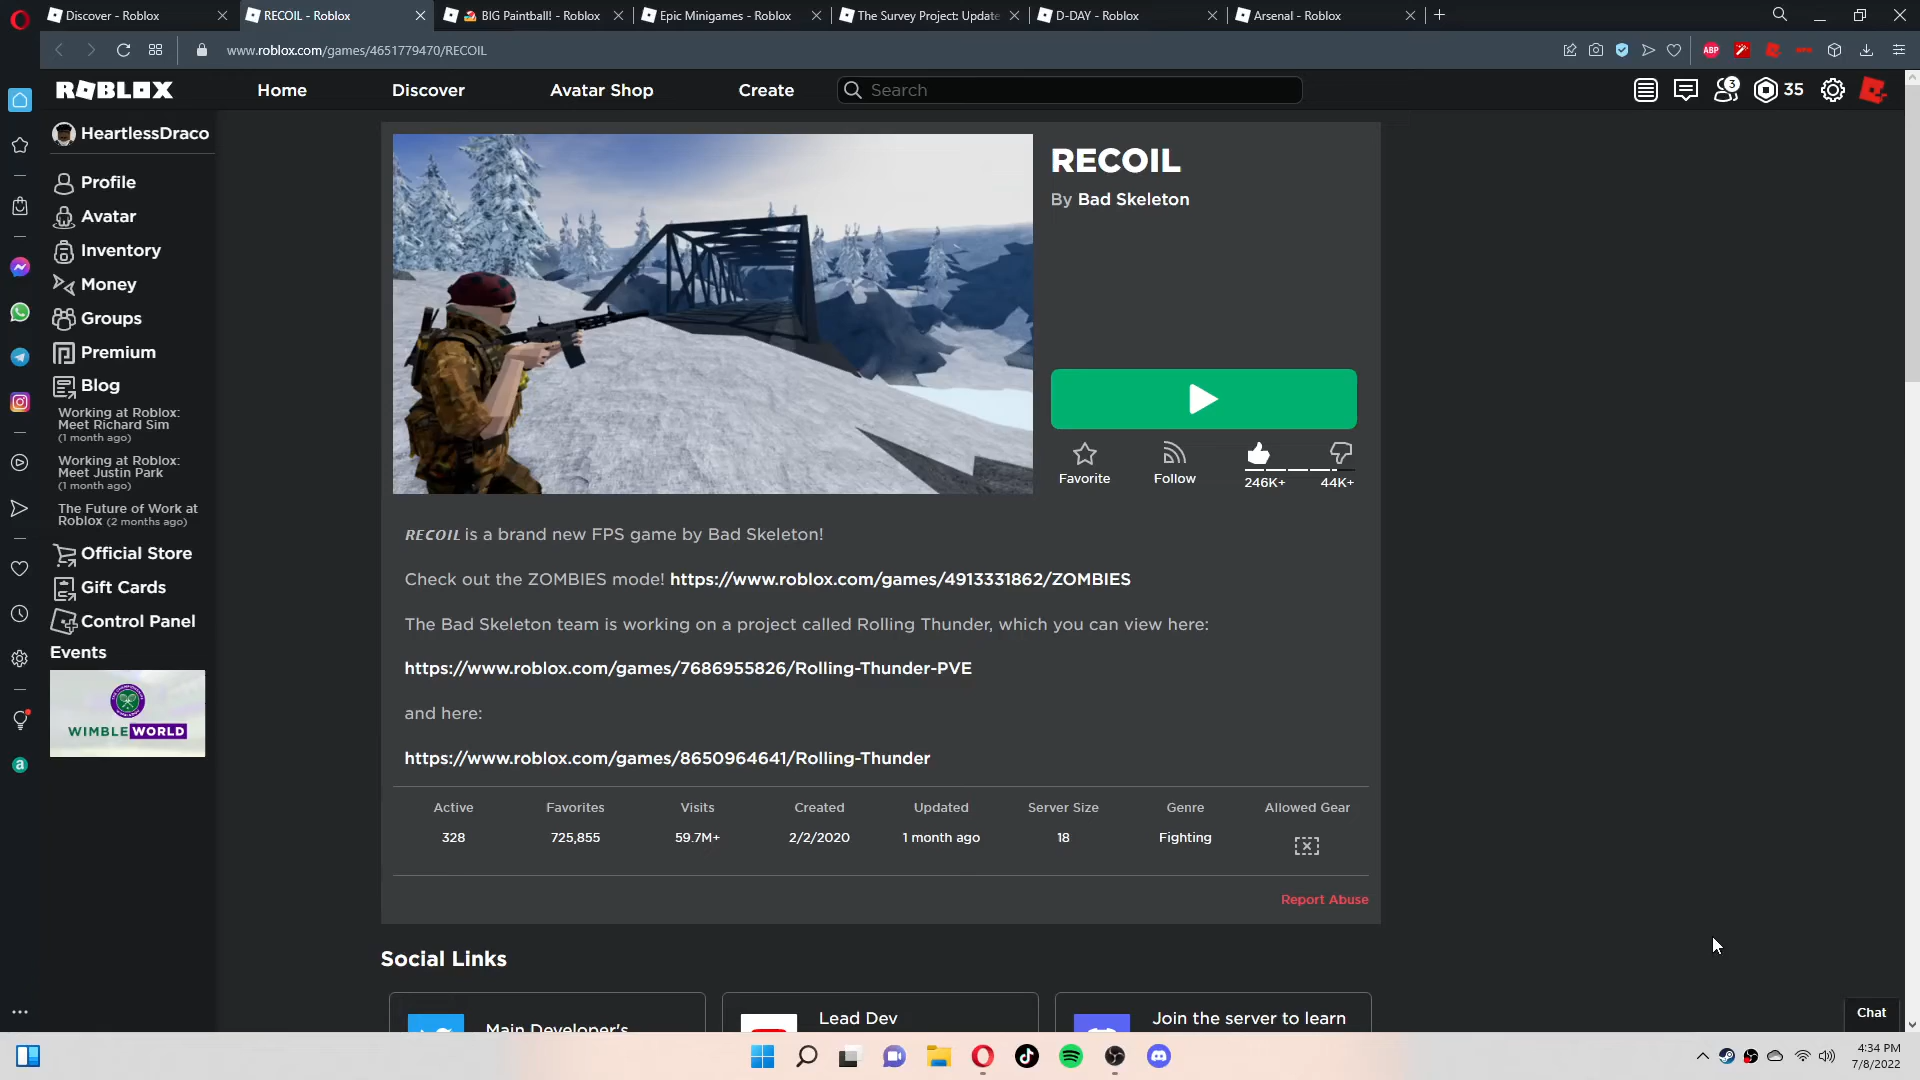 Discover - Roblox
RECOIL - Roblox
BIG Paintball! - Roblox
Epic Minigames - Roblox
The Survey Project: Update
D-DAY - Roblox
Arsenal - Roblox
www.roblox.com/games/4651779470/RECOIL
ABP
ROBLOX
Home
Discover
Avatar Shop
Create
Search
3
35
HeartlessDraco
Profile
Avatar
Inventory
Money
Groups
Premium
Blog
Working at Roblox:
Meet Richard Sim
(1 month ago)
Working at Roblox:
Meet Justin Park
(1 month ago)
The Future of Work at
Roblox (2 months ago)
Official Store
Gift Cards
Control Panel
Events
WIMBLEWORLD
RECOIL
By Bad Skeleton
Favorite
Follow
246K+
44K+
RECOIL is a brand new FPS game by Bad Skeleton!
Check out the ZOMBIES mode! https://www.roblox.com/games/4913331862/ZOMBIES
The Bad Skeleton team is working on a project called Rolling Thunder, which you can view here:
https://www.roblox.com/games/7686955826/Rolling-Thunder-PVE
and here:
https://www.roblox.com/games/8650964641/Rolling-Thunder
Active Favorites Visits Created Updated Server Size Genre Allowed Gear
328 725,855 59.7M+ 2/2/2020 1 month ago 18 Fighting
Report Abuse
Social Links
Main Developer's
Lead Dev
Join the server to learn
Chat
4:34 PM
7/8/2022